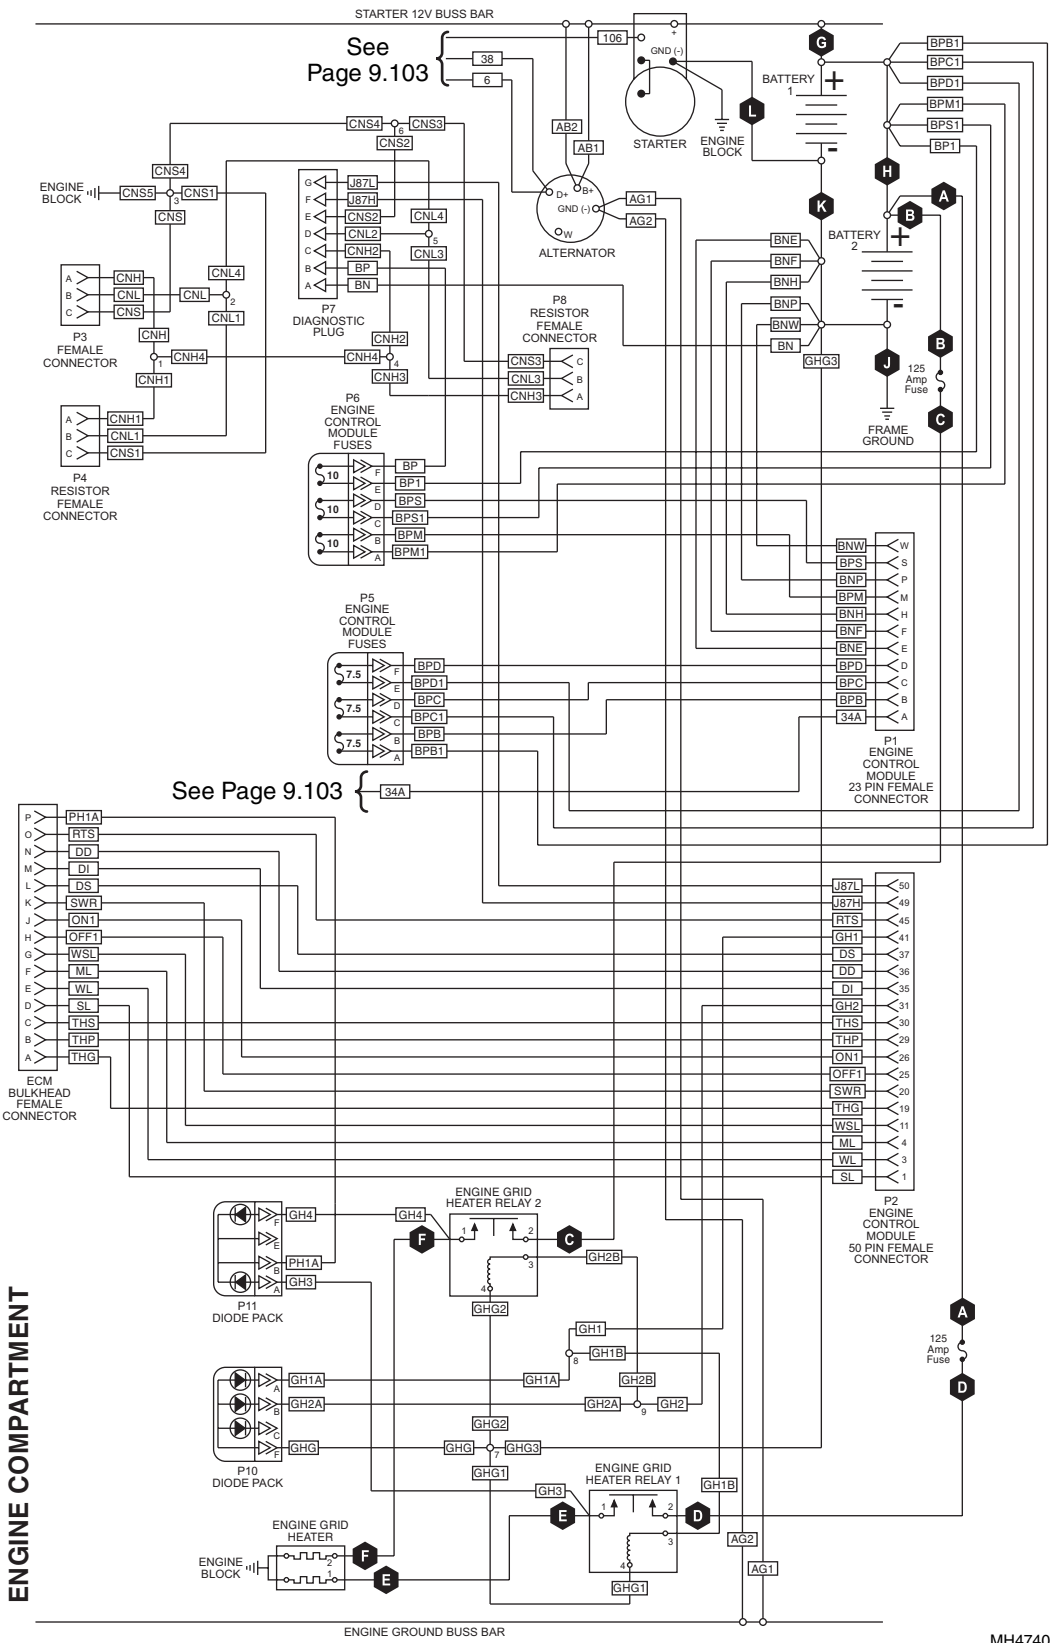 STARTER 12V BUSS BAR
See
Page 9.103
106
38
6
+
GND (-)
STARTER
ENGINE
BLOCK
L
G
BATTERY
1
+
-
BPB1
BPC1
BPD1
BPM1
BPS1
BP1
H
A
B
K
BATTERY
2
+
-
AB2
AB1
D+
B+
GND (-)
W
ALTERNATOR
AG1
AG2
BNE
BNF
BNH
BNP
BNW
BN
GHG3
J
FRAME
GROUND
B
125
Amp
Fuse
C
CNS4
6
CNS3
CNS2
CNS4
ENGINE
BLOCK
CNS5
3
CNS1
CNS
G J87L
F J87H
E CNS2
D CNL2
C CNH2
B BP
A BN
P7
DIAGNOSTIC
PLUG
CNL4
5
CNL3
CNL4
A CNH
B CNL
C CNS
CNL
2
CNL1
P3
FEMALE
CONNECTOR
CNH
1
CNH4
CNH1
CNH2
CNH4
4
CNH3
P8
RESISTOR
FEMALE
CONNECTOR
CNS3 C
CNL3 B
CNH3 A
A CNH1
B CNL1
C CNS1
P4
RESISTOR
FEMALE
CONNECTOR
P6
ENGINE
CONTROL
MODULE
FUSES
10
10
10
F BP
E BP1
D BPS
C BPS1
B BPM
A BPM1
P5
ENGINE
CONTROL
MODULE
FUSES
7.5
7.5
7.5
F BPD
E BPD1
D BPC
C BPC1
B BPB
A BPB1
BNW W
BPS S
BNP P
BPM M
BNH H
BNF F
BNE E
BPD D
BPC C
BPB B
34A A
P1
ENGINE
CONTROL
MODULE
23 PIN FEMALE
CONNECTOR
See Page 9.103
34A
P PH1A
O RTS
N DD
M DI
L DS
K SWR
J ON1
H OFF1
G WSL
F ML
E WL
D SL
C THS
B THP
A THG
ECM
BULKHEAD
FEMALE
CONNECTOR
J87L 50
J87H 49
RTS 45
GH1 41
DS 37
DD 36
DI 35
GH2 31
THS 30
THP 29
ON1 26
OFF1 25
SWR 20
THG 19
WSL 11
ML 4
WL 3
SL 1
P2
ENGINE
CONTROL
MODULE
50 PIN FEMALE
CONNECTOR
F GH4
E
B PH1A
A GH3
P11
DIODE PACK
ENGINE GRID
HEATER RELAY 2
GH4
F
1
2
3
4
C
GH2B
GHG2
GH1
8
GH1B
A GH1A
B GH2A
C
F GHG
P10
DIODE PACK
GH1A
GH2B
GH2A
9
GH2
GHG2
GHG
7
GHG3
GHG1
A
125
Amp
Fuse
D
ENGINE GRID
HEATER RELAY 1
GH3
E
1
2
3
4
D
GH1B
GHG1
AG2
AG1
ENGINE GRID
HEATER
ENGINE
BLOCK
2
1
F
E
ENGINE GROUND BUSS BAR
ENGINE COMPARTMENT
MH4740